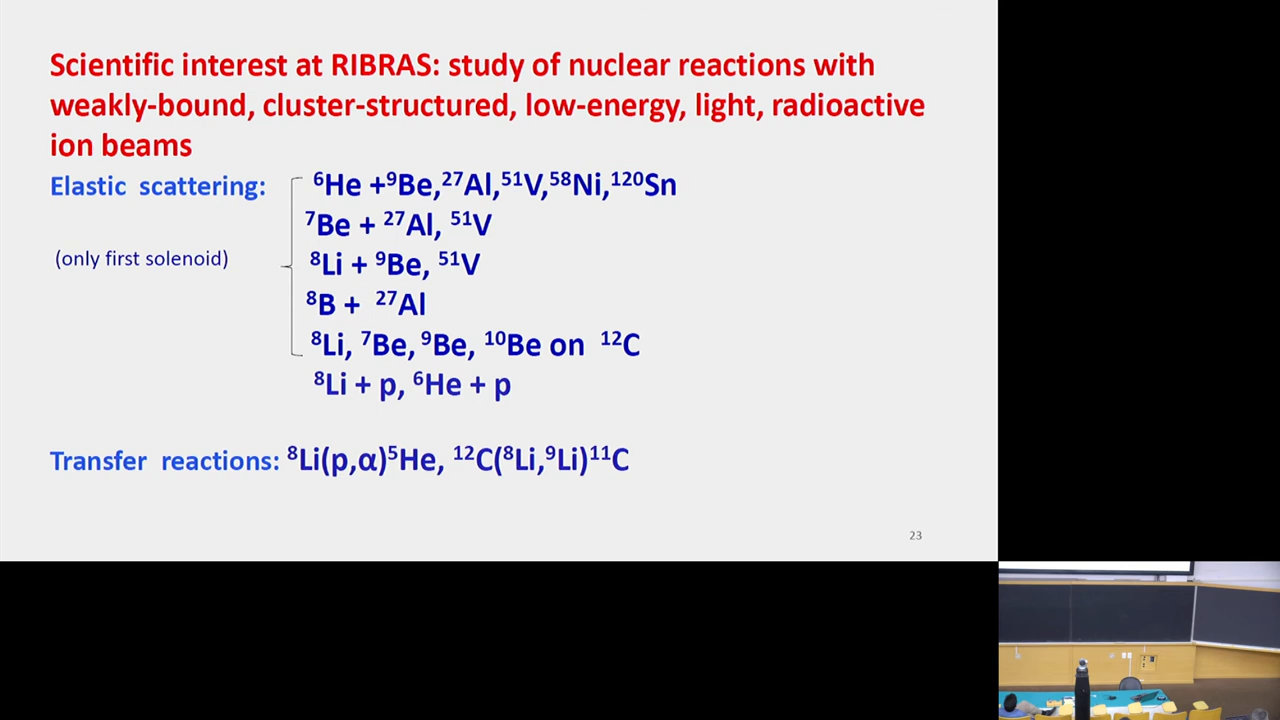 Scientific interest at RIBRAS: study of nuclear reactions with
weakly-bound, cluster-structured, low-energy, light, radioactive
ion beams
Elastic scattering: ⁶He +⁹Be,²⁷Al,⁵¹V,⁵⁸Ni,¹²⁰Sn
⁷Be + ²⁷Al, ⁵¹V
(only first solenoid) ⁸Li + ⁹Be, ⁵¹V
⁸B + ²⁷Al
⁸Li, ⁷Be, ⁹Be, ¹⁰Be on ¹²C
⁸Li + p, ⁶He + p
Transfer reactions: ⁸Li(p,α)⁵He, ¹²C(⁸Li,⁹Li)¹¹C
23